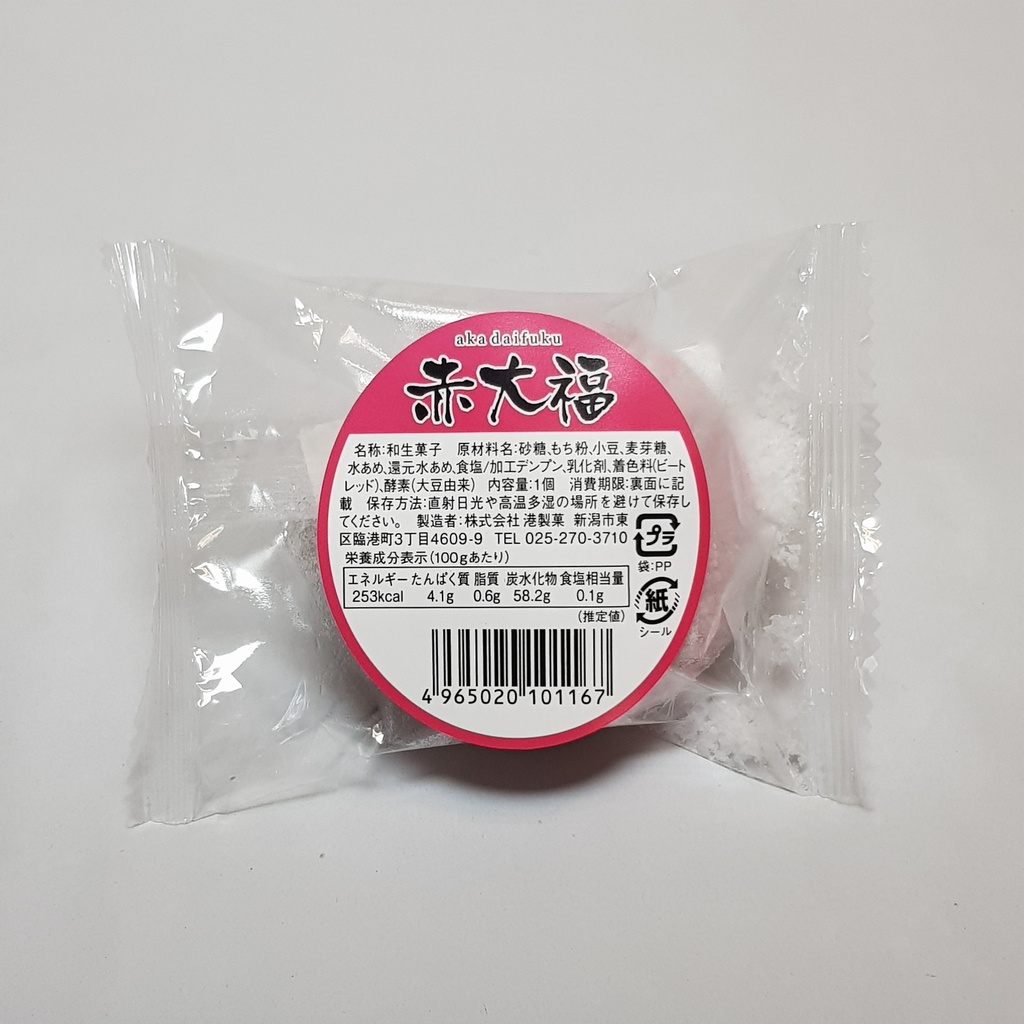 aka daifuku
赤大福
名称:和生菓子　原材料名:砂糖、もち粉、小豆、麦芽糖、
水あめ、還元水あめ、食塩/加工デンプン、乳化剤、着色料(ビート
レッド)、酵素(大豆由来)　内容量:1個　消費期限:裏面に記
載　保存方法:直射日光や高温多湿の場所を避けて保存し
てください。　製造者:株式会社 港製菓　新潟市東
区臨港町3丁目4609-9　TEL 025-270-3710
栄養成分表示(100gあたり)
エネルギー たんぱく質 脂質 炭水化物 食塩相当量
253kcal 4.1g 0.6g 58.2g 0.1g
(推定値)
プラ
袋:PP
紙
シール
4 965020 101167